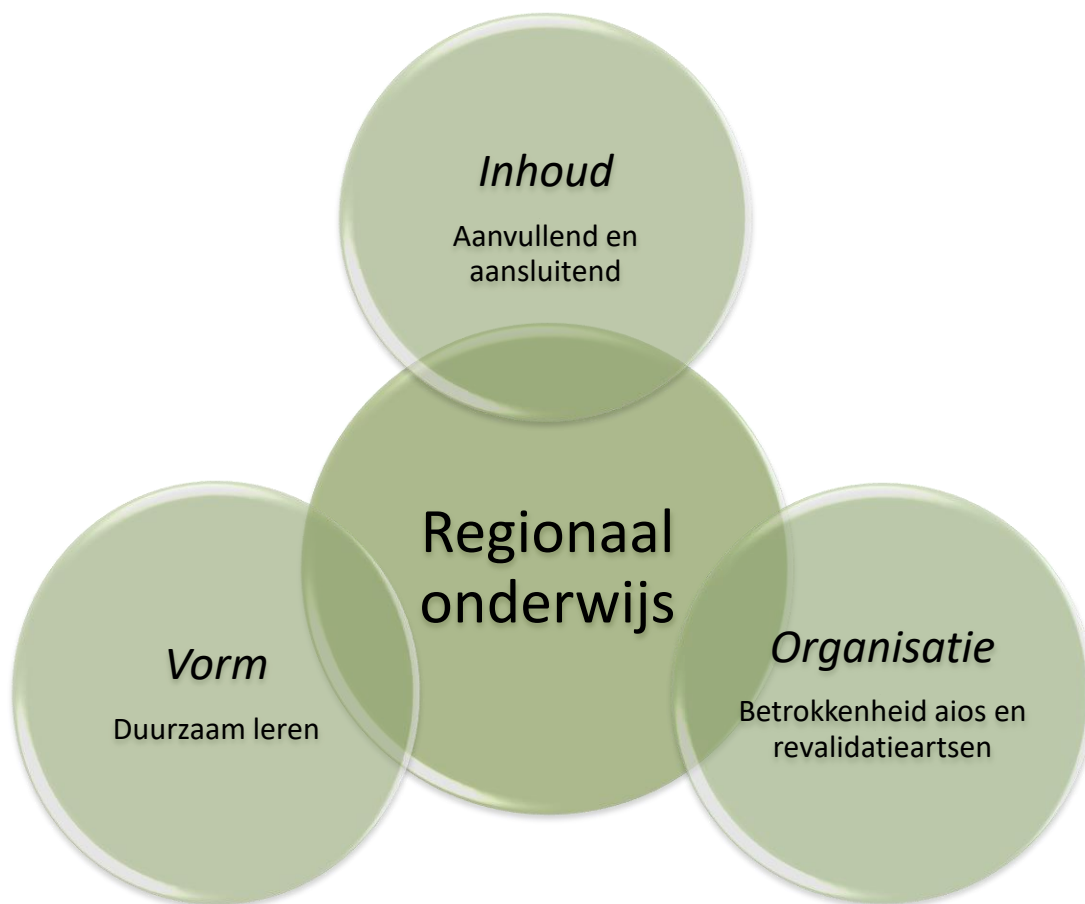 Inhoud
Aanvullend en
aansluitend
Regionaal
onderwijs
Vorm
Duurzaam leren
Organisatie
Betrokkenheid aios en
revalidatieartsen